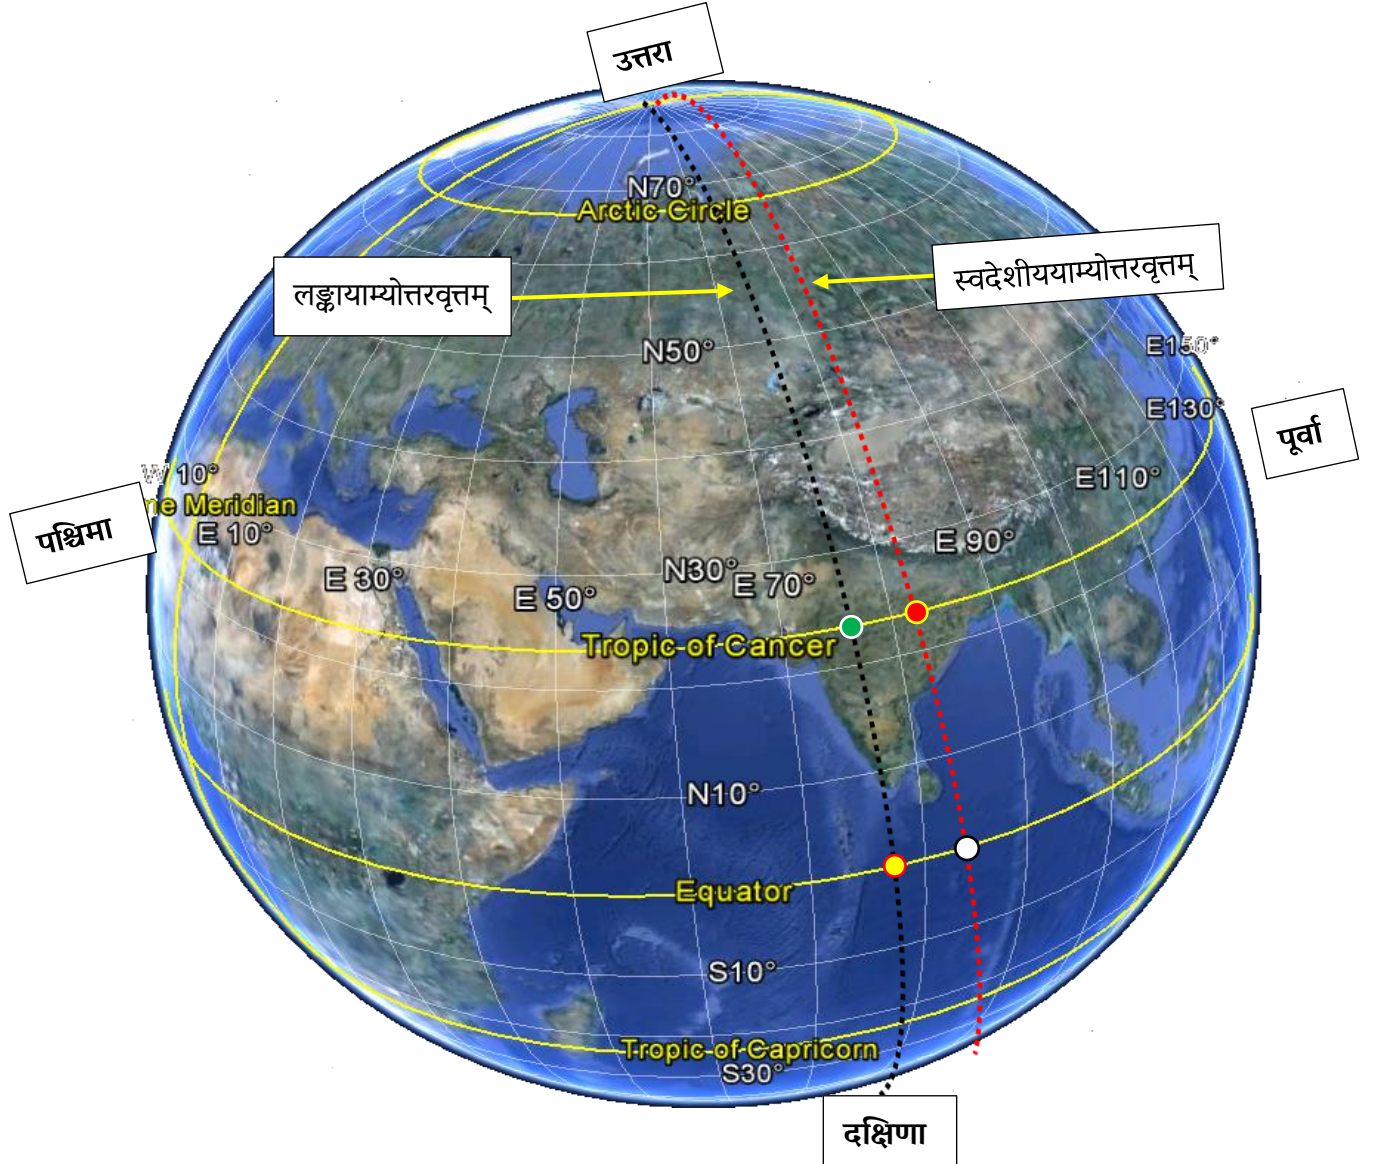 उत्तरा
N70°
Arctic Circle
लङ्कायाम्योत्तरवृत्तम्
स्वदेशीययाम्योत्तरवृत्तम्
N50°
E150°
E130°
पूर्वा
W 10°
ne Meridian
E 10°
पश्चिमा
E110°
E 90°
E 30°
E 50°
N30°
E 70°
Tropic of Cancer
N10°
Equator
S10°
Tropic of Capricorn
S30°
दक्षिणा